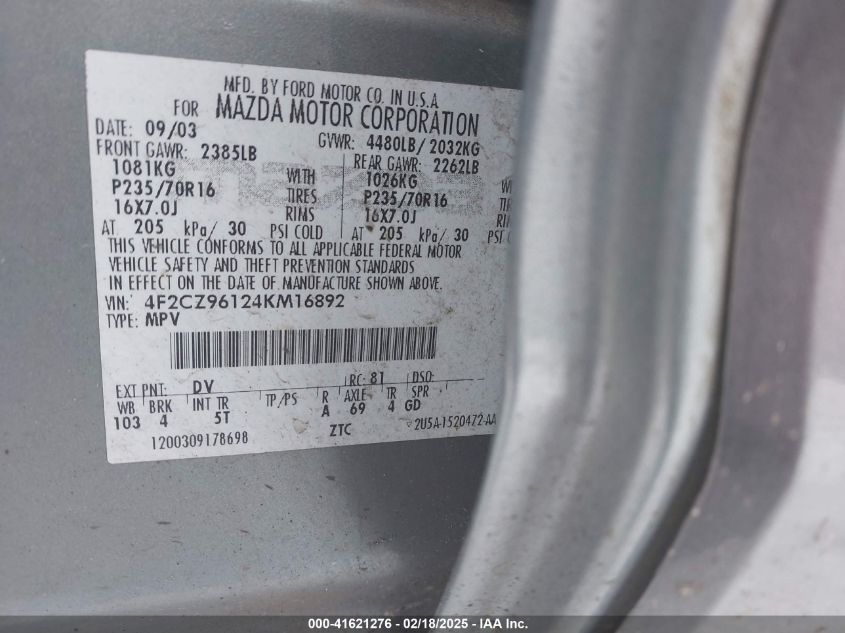 MFD. BY FORD MOTOR CO. IN U.S.A.
FOR MAZDA MOTOR CORPORATION
DATE: 09/03 GVWR: 4480LB/ 2032KG
FRONT GAWR: 2385LB REAR GAWR: 2262LB
1081KG WITH 1026KG WITH
P235/70R16 TIRES P235/70R16
16X7.0J RIMS 16X7.0J
AT 205 kPa/ 30 PSI COLD AT 205 kPa/ 30
THIS VEHICLE CONFORMS TO ALL APPLICABLE FEDERAL MOTOR
VEHICLE SAFETY AND THEFT PREVENTION STANDARDS
IN EFFECT ON THE DATE OF MANUFACTURE SHOWN ABOVE.
VIN: 4F2CZ96124KM16892
TYPE: MPV
EXT PNT: DV RC: 81 DSO:
WB BRK INT TR TP/PS R AXLE TR SPR
103 4 5T A 69 4 GD
1200309178698 ZTC 2U5A-1520472-AA
000-41621276 - 02/18/2025 - IAA Inc.